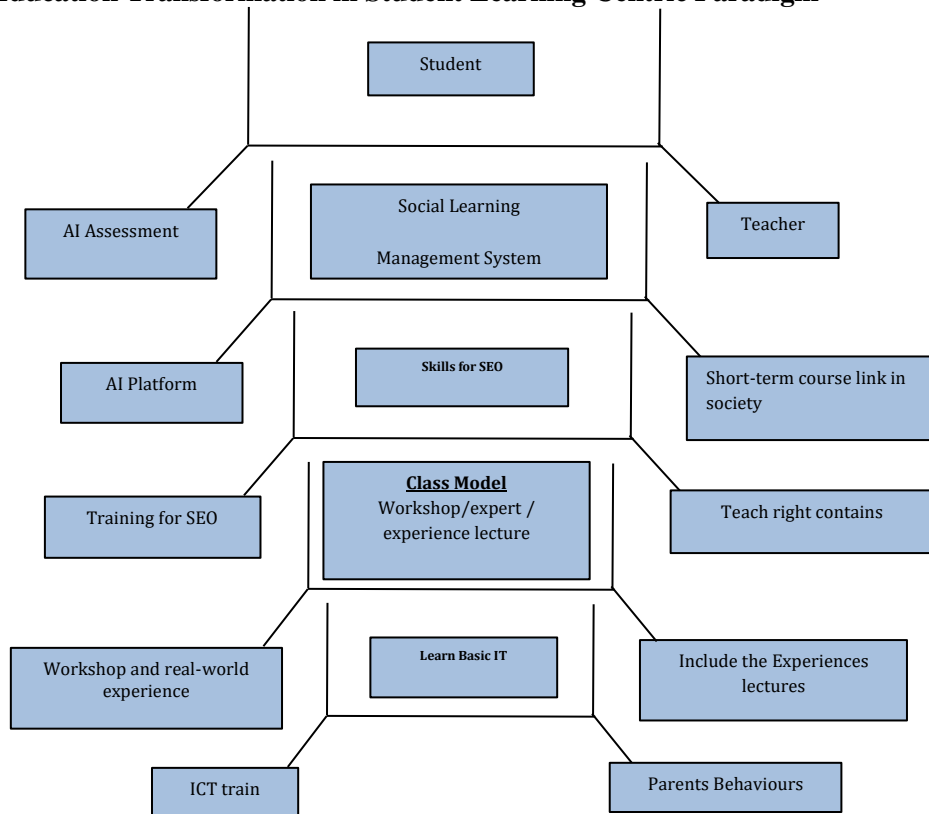 Education Transformation in Student Learning Centric Paradigm
Student
AI Assessment
Social Learning
Management System
Teacher
AI Platform
Skills for SEO
Short-term course link in
society
Training for SEO
Class Model
Workshop/expert /
experience lecture
Teach right contains
Workshop and real-world
experience
Learn Basic IT
Include the Experiences
lectures
ICT train
Parents Behaviours